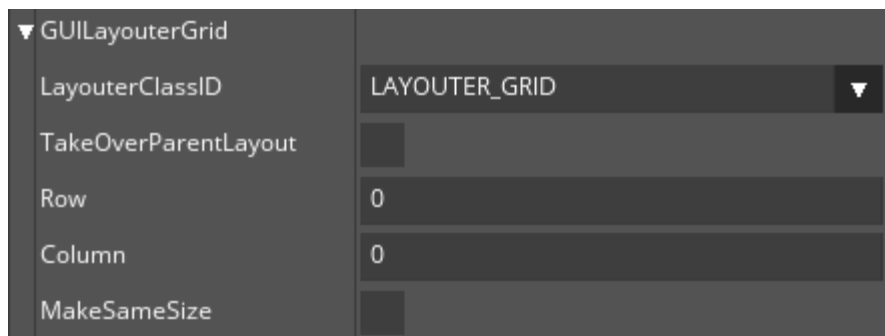 GUILayouterGrid
LayouterClassID LAYOUTER_GRID
TakeOverParentLayout
Row 0
Column 0
MakeSameSize